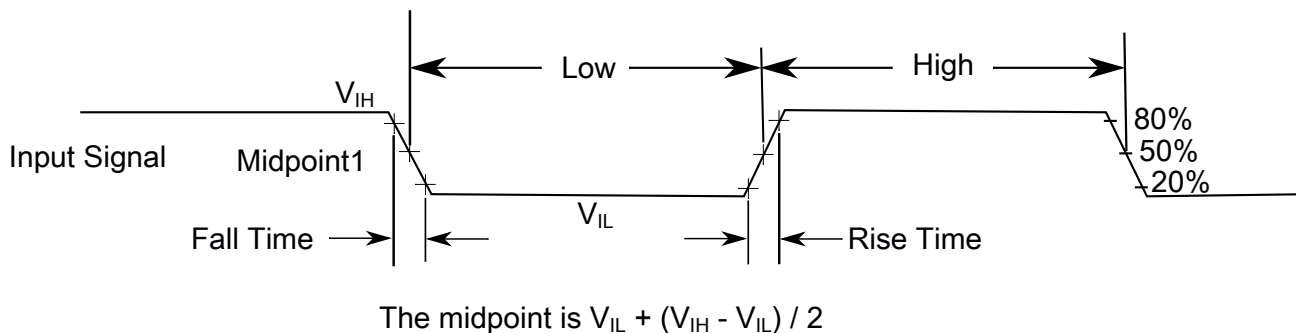 Low
High
V_IH
80%
Input Signal
Midpoint1
50%
20%
V_IL
Fall Time
Rise Time
The midpoint is V_IL + (V_IH - V_IL) / 2